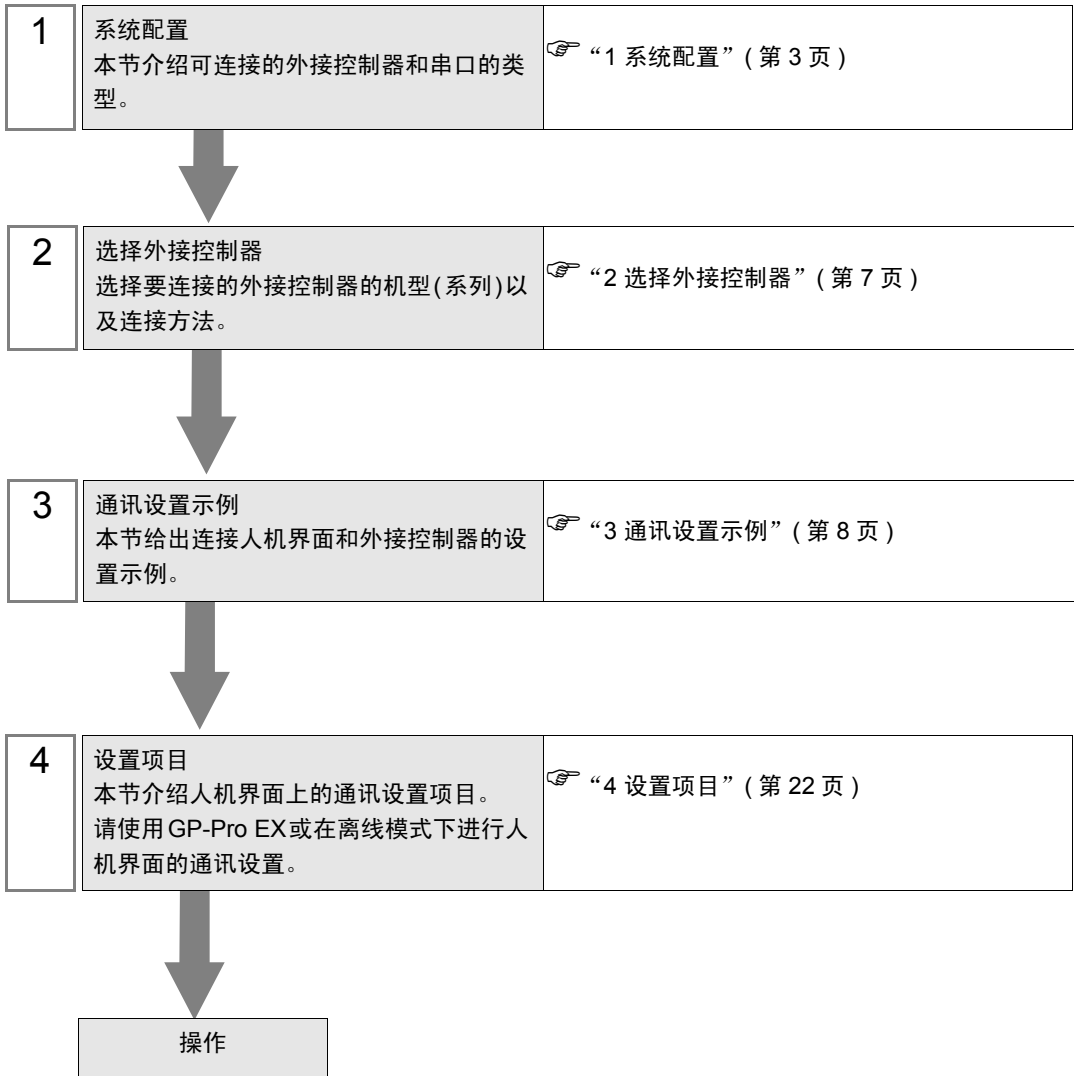 1
系统配置
本节介绍可连接的外接控制器和串口的类
型。
“1 系统配置” ( 第 3 页 )
2
选择外接控制器
选择要连接的外接控制器的机型(系列)以
及连接方法。
“2 选择外接控制器” ( 第 7 页 )
3
通讯设置示例
本节给出连接人机界面和外接控制器的设
置示例。
“3 通讯设置示例” ( 第 8 页 )
4
设置项目
本节介绍人机界面上的通讯设置项目。
请使用GP-Pro EX或在离线模式下进行人
机界面的通讯设置。
“4 设置项目” ( 第 22 页 )
操作